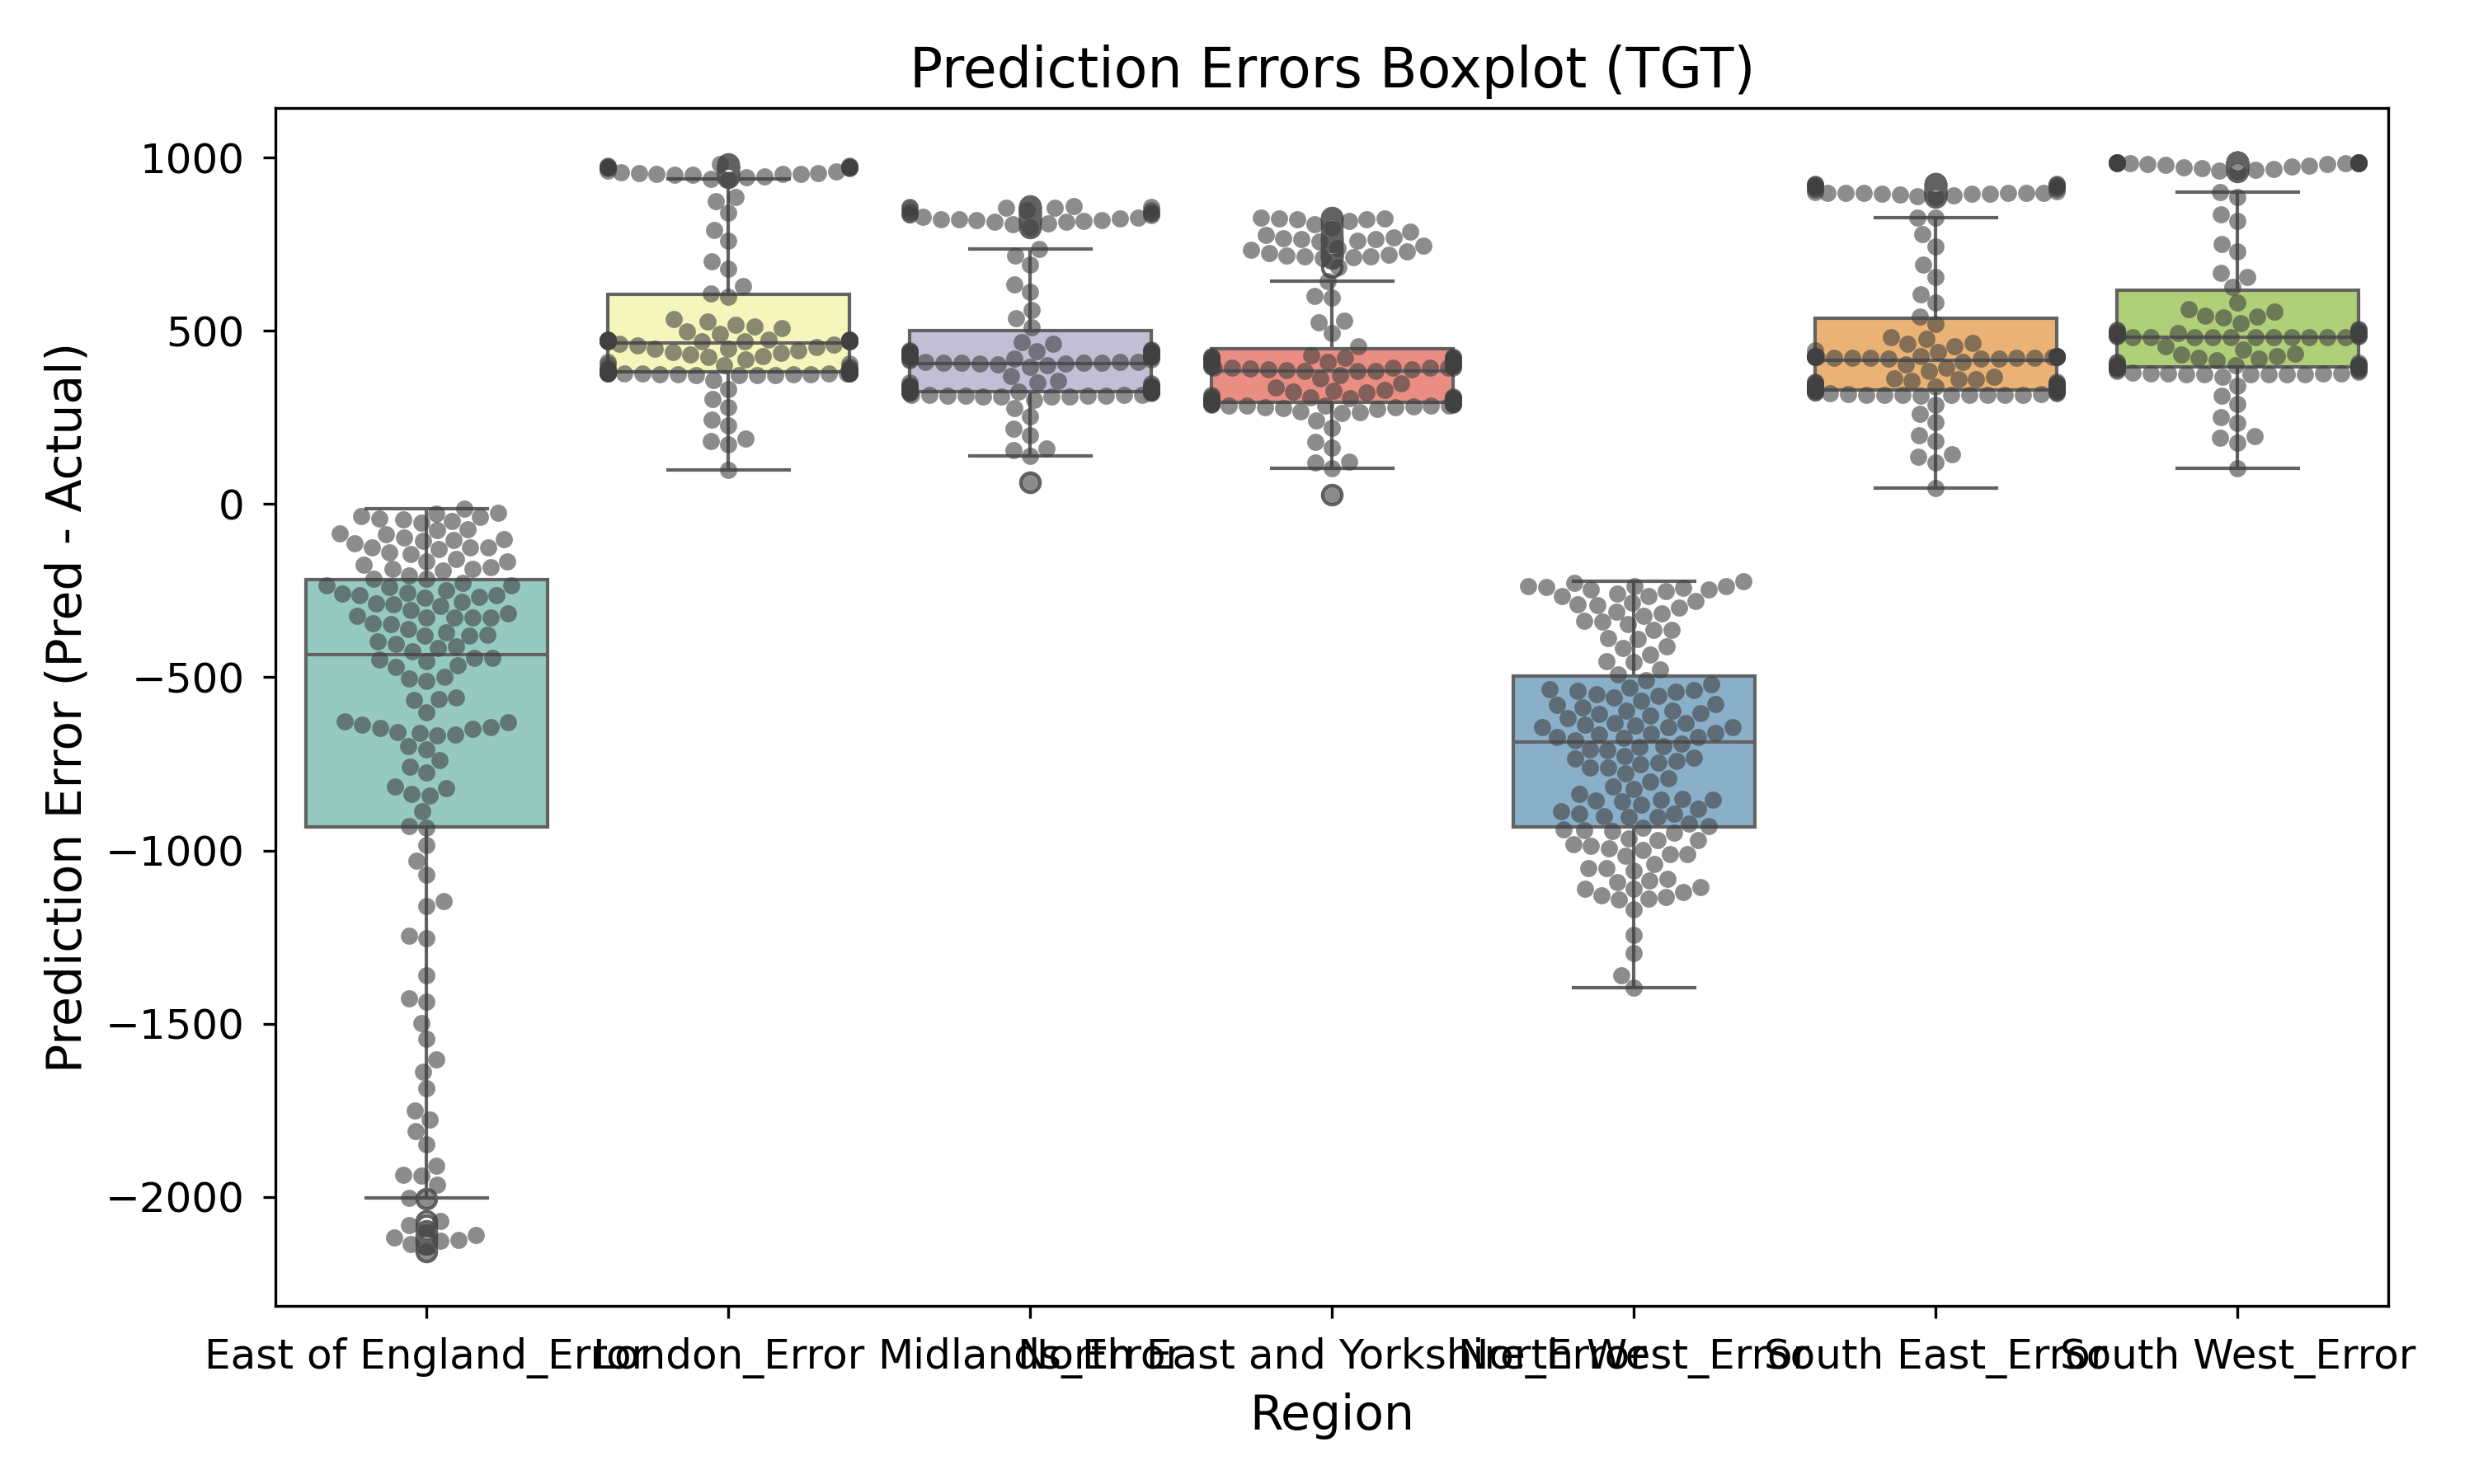 Prediction Errors Boxplot (TGT)
Prediction Error (Pred - Actual)
1000
500
0
−500
−1000
−1500
−2000
East of England_Error London_Error Midlands_Error North East and Yorkshire_Error North West_Error South East_Error South West_Error
Region